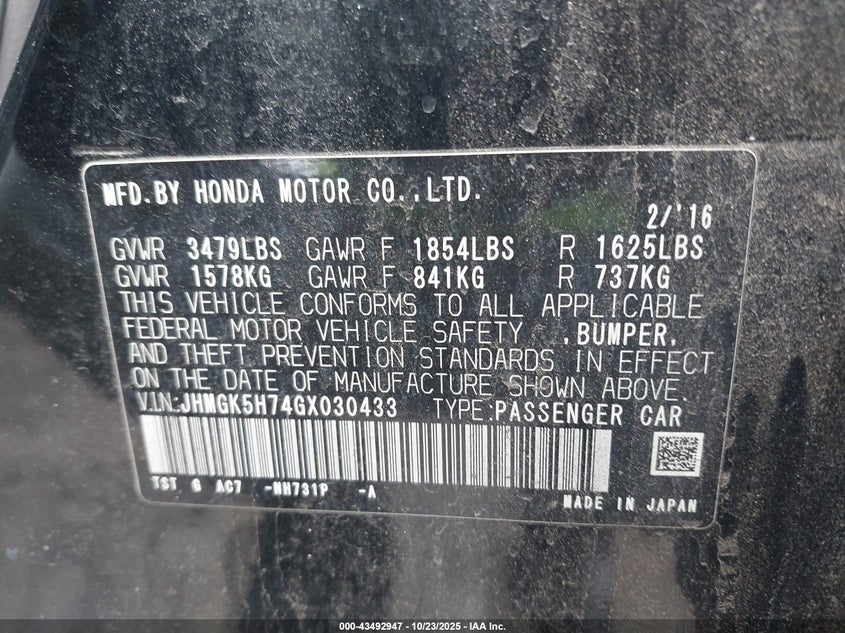 MFD.BY HONDA MOTOR CO.,LTD.
2/'16
GVWR 3479LBS GAWR F 1854LBS R 1625LBS
GVWR 1578KG GAWR F 841KG R 737KG
THIS VEHICLE CONFORMS TO ALL APPLICABLE
FEDERAL MOTOR VEHICLE SAFETY ,BUMPER,
AND THEFT PREVENTION STANDARDS IN EFFECT
ON THE DATE OF MANUFACTURE SHOWN ABOVE.
VIN:JHMGK5H74GX030433 TYPE:PASSENGER CAR
TST G AC7 -NH731P -A
MADE IN JAPAN
000-43492947 - 10/23/2025 - IAA Inc.